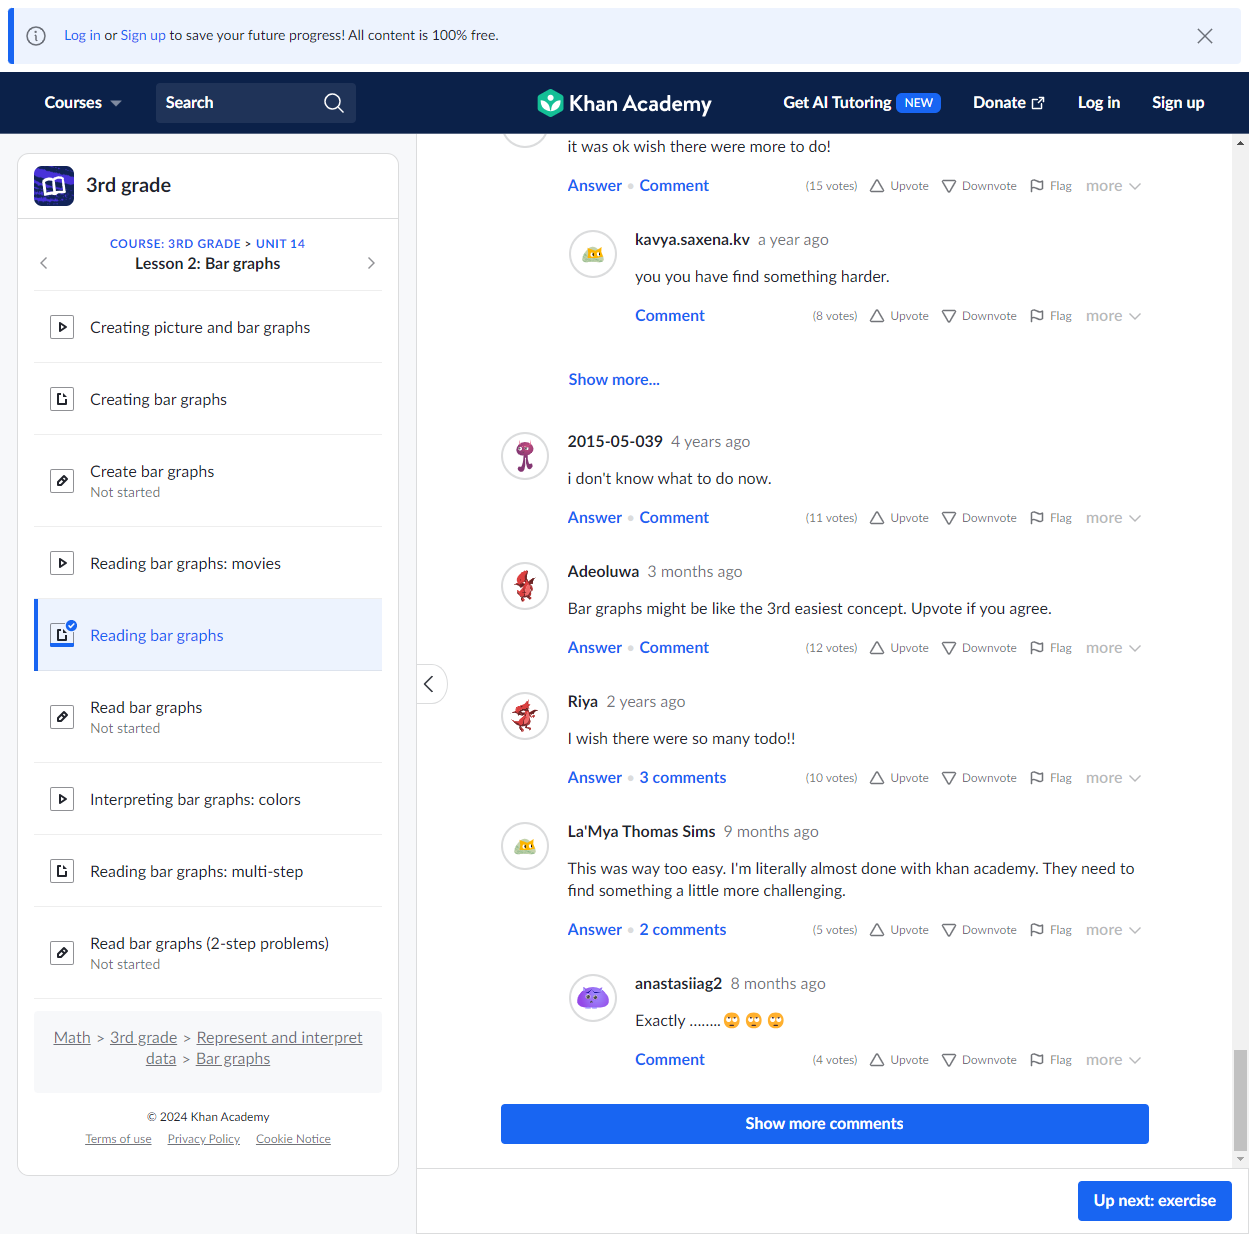 Log in or Sign up to save your future progress! All content is 100% free.
Courses
Search
Khan Academy
Get AI Tutoring NEW
Donate
Log in
Sign up
3rd grade
COURSE: 3RD GRADE > UNIT 14
Lesson 2: Bar graphs
Creating picture and bar graphs
Creating bar graphs
Create bar graphs
Not started
Reading bar graphs: movies
Reading bar graphs
Read bar graphs
Not started
Interpreting bar graphs: colors
Reading bar graphs: multi-step
Read bar graphs (2-step problems)
Not started
Math > 3rd grade > Represent and interpret
data > Bar graphs
© 2024 Khan Academy
Terms of use Privacy Policy Cookie Notice
it was ok wish there were more to do!
Answer • Comment (15 votes) Upvote Downvote Flag more
kavya.saxena.kv a year ago
you you have find something harder.
Comment (8 votes) Upvote Downvote Flag more
Show more...
2015-05-039 4 years ago
i don't know what to do now.
Answer • Comment (11 votes) Upvote Downvote Flag more
Adeoluwa 3 months ago
Bar graphs might be like the 3rd easiest concept. Upvote if you agree.
Answer • Comment (12 votes) Upvote Downvote Flag more
Riya 2 years ago
I wish there were so many todo!!
Answer • 3 comments (10 votes) Upvote Downvote Flag more
La'Mya Thomas Sims 9 months ago
This was way too easy. I'm literally almost done with khan academy. They need to
find something a little more challenging.
Answer • 2 comments (5 votes) Upvote Downvote Flag more
anastasiiag2 8 months ago
Exactly ........🙄 🙄 🙄
Comment (4 votes) Upvote Downvote Flag more
Show more comments
Up next: exercise